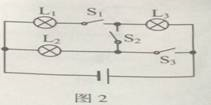 L₁ S₁ L₃
S₂
L₂ S₃
图 2